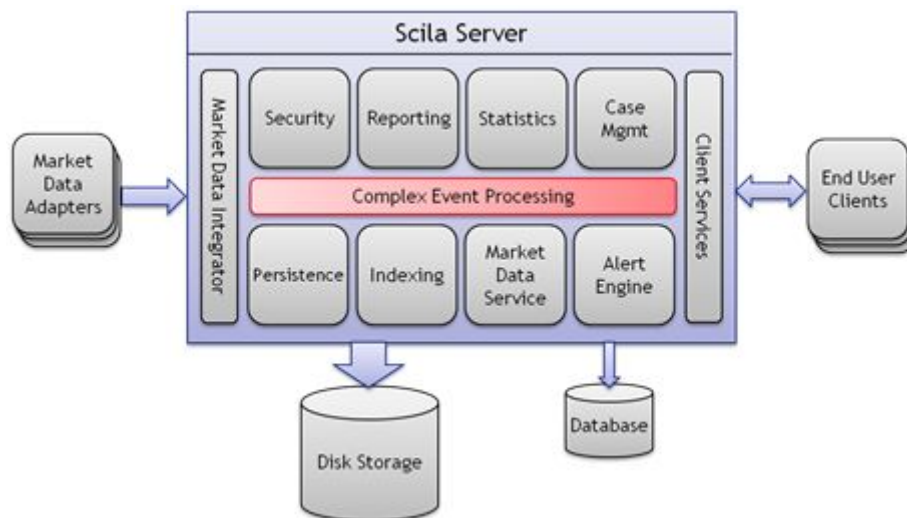 Scila Server
Market
Data
Adapters
Market Data Integrator
Security
Reporting
Statistics
Case
Mgmt
Complex Event Processing
Persistence
Indexing
Market
Data
Service
Alert
Engine
Client Services
End User
Clients
Disk Storage
Database